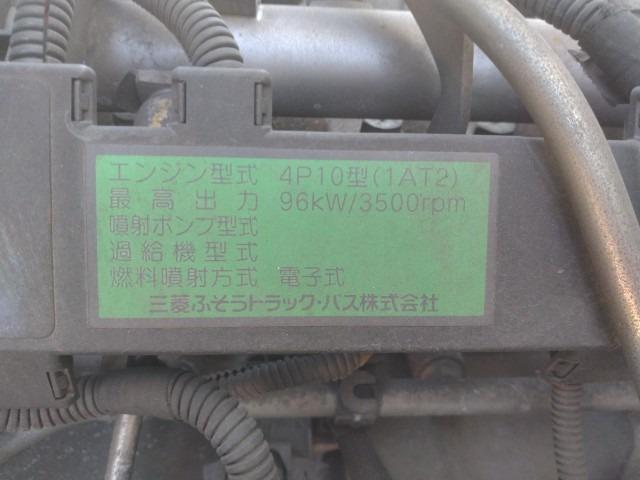 エンジン型式 4P10型(1AT2)
最高出力 96kW/3500rpm
噴射ポンプ型式
過給機型式
燃料噴射方式 電子式
三菱ふそうトラック・バス株式会社